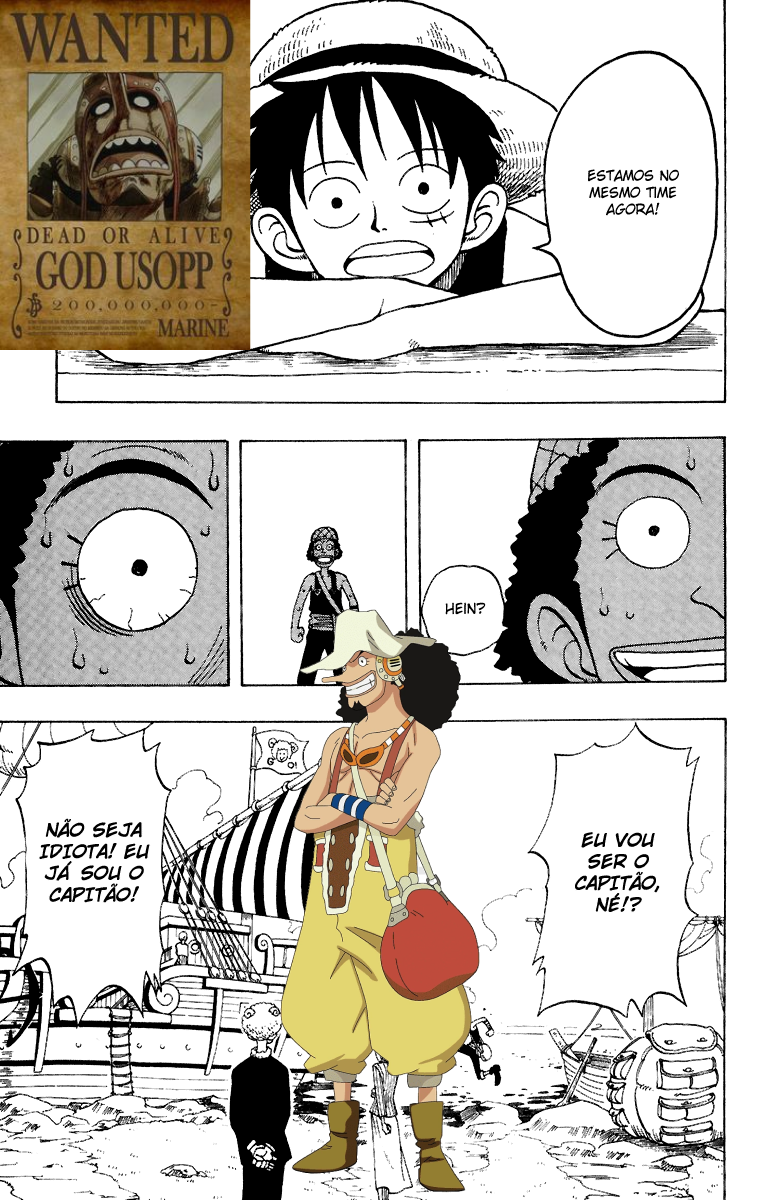 WANTED
DEAD OR ALIVE
GOD USOPP
200,000,000-
MARINE
ESTAMOS NO
MESMO TIME
AGORA!
HEIN?
EU VOU
SER O
CAPITÃO,
NÉ!?
NÃO SEJA
IDIOTA! EU
JÁ SOU O
CAPITÃO!